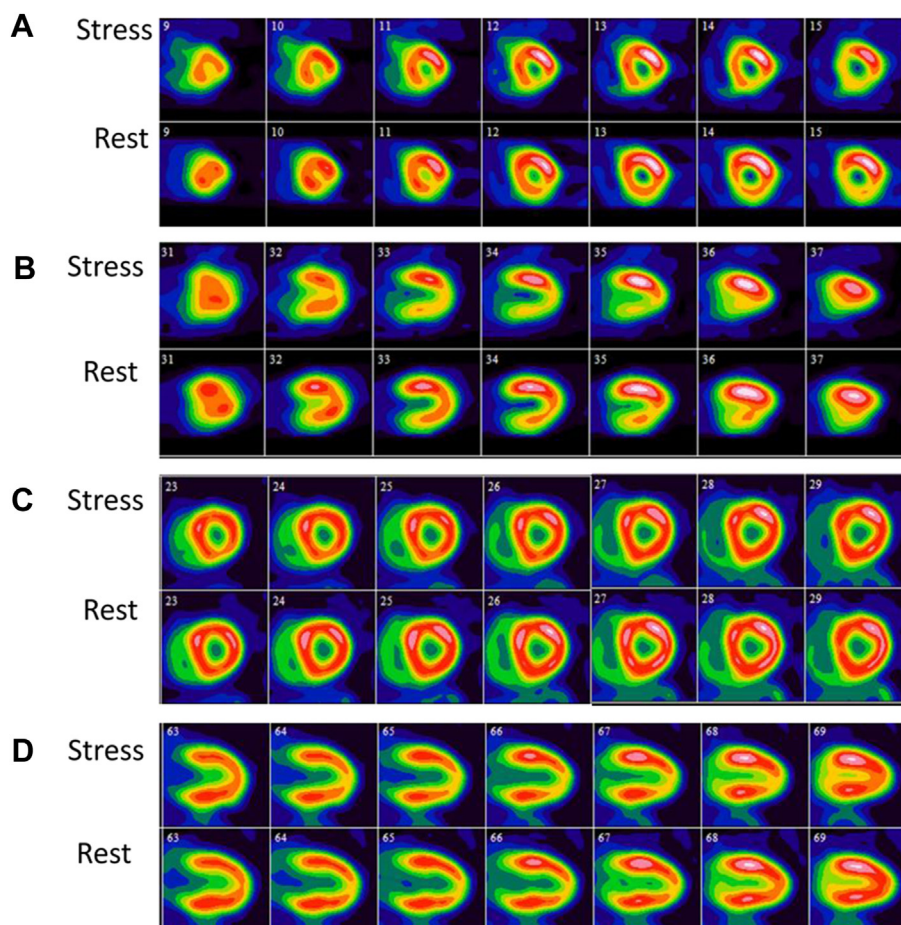 A Stress
9 10 11 12 13 14 15
Rest
9 10 11 12 13 14 15
B Stress
31 32 33 34 35 36 37
Rest
31 32 33 34 35 36 37
C Stress
23 24 25 26 27 28 29
Rest
23 24 25 26 27 28 29
D Stress
63 64 65 66 67 68 69
Rest
63 64 65 66 67 68 69